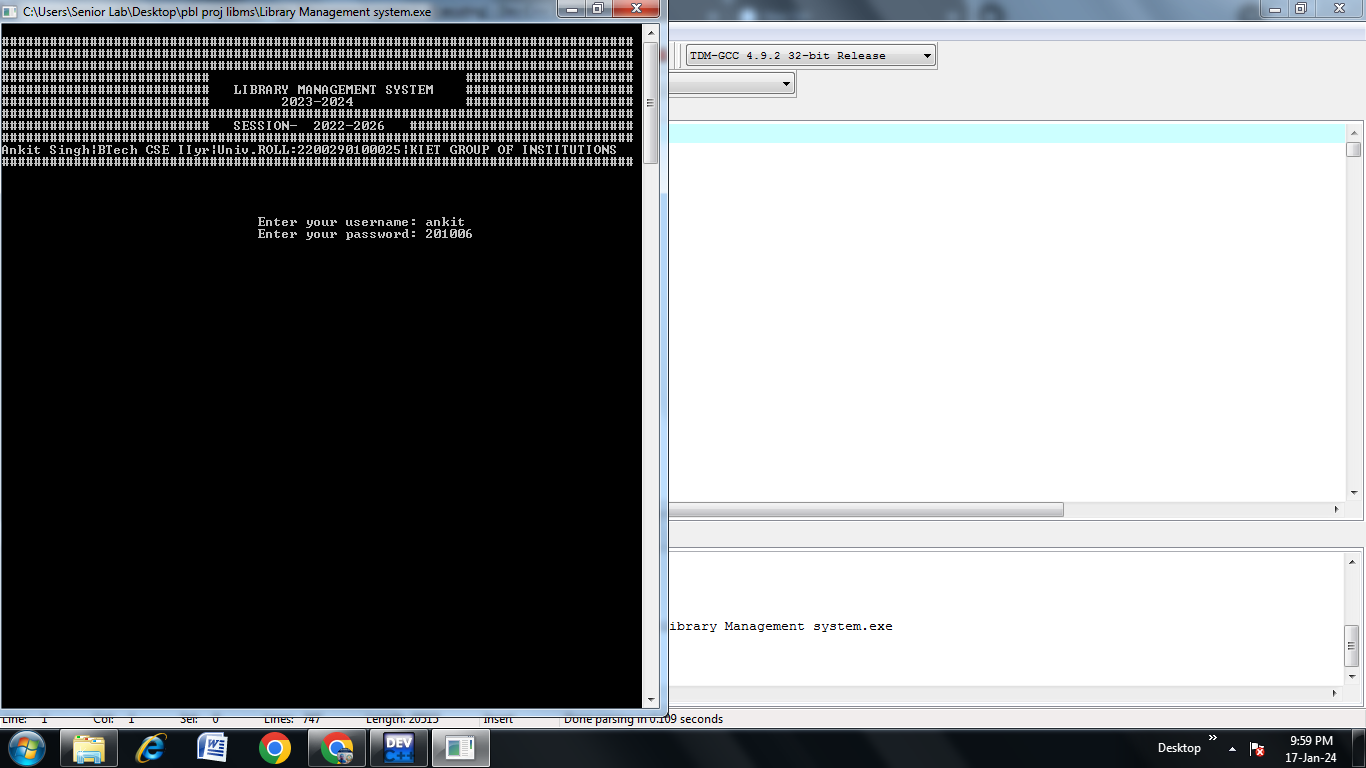 C:\Users\Senior Lab\Desktop\pbl proj libms\Library Management system.exe
TDM-GCC 4.9.2 32-bit Release
###############################################################################
###############################################################################
###############################################################################
########################## #####################
########################## LIBRARY MANAGEMENT SYSTEM #####################
########################## 2023-2024 #####################
###############################################################################
########################## SESSION- 2022-2026 ############################
###############################################################################
Ankit Singh|BTech CSE IIyr|Univ.ROLL:2200290100025|KIET GROUP OF INSTITUTIONS
###############################################################################
Enter your username: ankit
Enter your password: 201006
ibrary Management system.exe
Line: 1 Col: 1 Sel: 0 Lines: 747 Length: 20515 Insert Done parsing in 0.109 seconds
DEV
C++
Desktop
9:59 PM
17-Jan-24